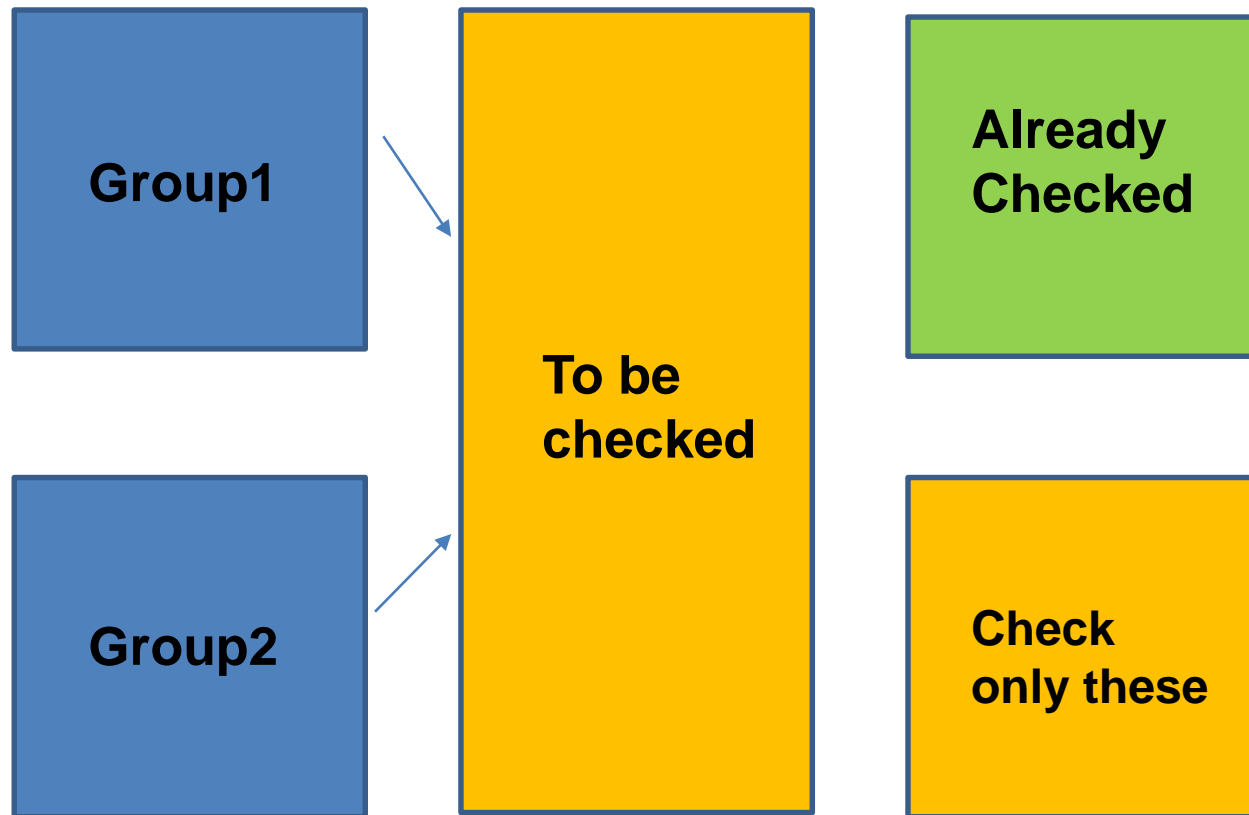 Group1
To be
checked
Already
Checked
Group2
Check
only these